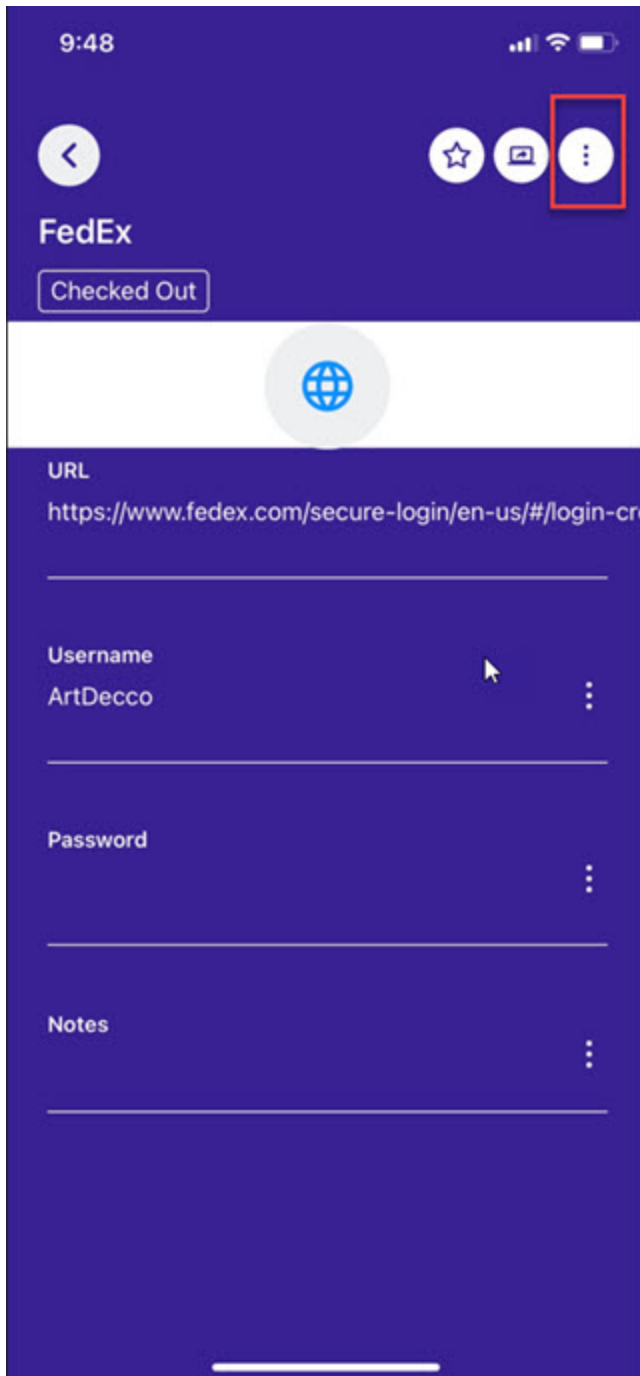 9:48
FedEx
Checked Out
URL
https://www.fedex.com/secure-login/en-us/#/login-cr
Username
ArtDecco
Password
Notes